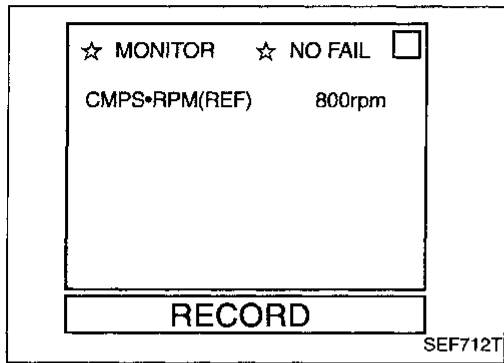 ☆ MONITOR ☆ NO FAIL
CMPS•RPM(REF) 800rpm
RECORD
SEF712T